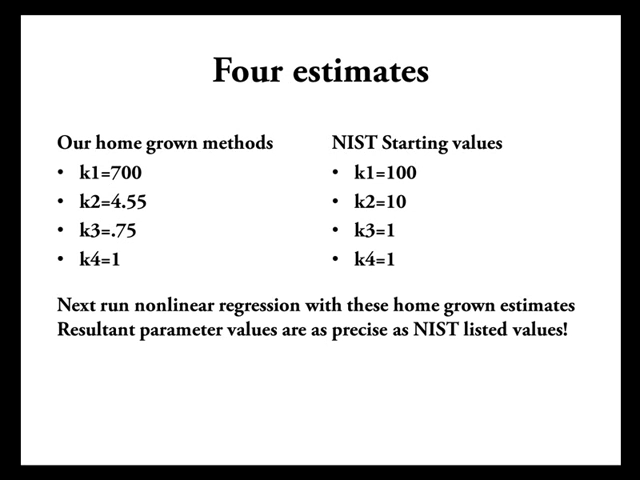 Four estimates
Our home grown methods
• k1=700
• k2=4.55
• k3=.75
• k4=1
NIST Starting values
• k1=100
• k2=10
• k3=1
• k4=1
Next run nonlinear regression with these home grown estimates
Resultant parameter values are as precise as NIST listed values!